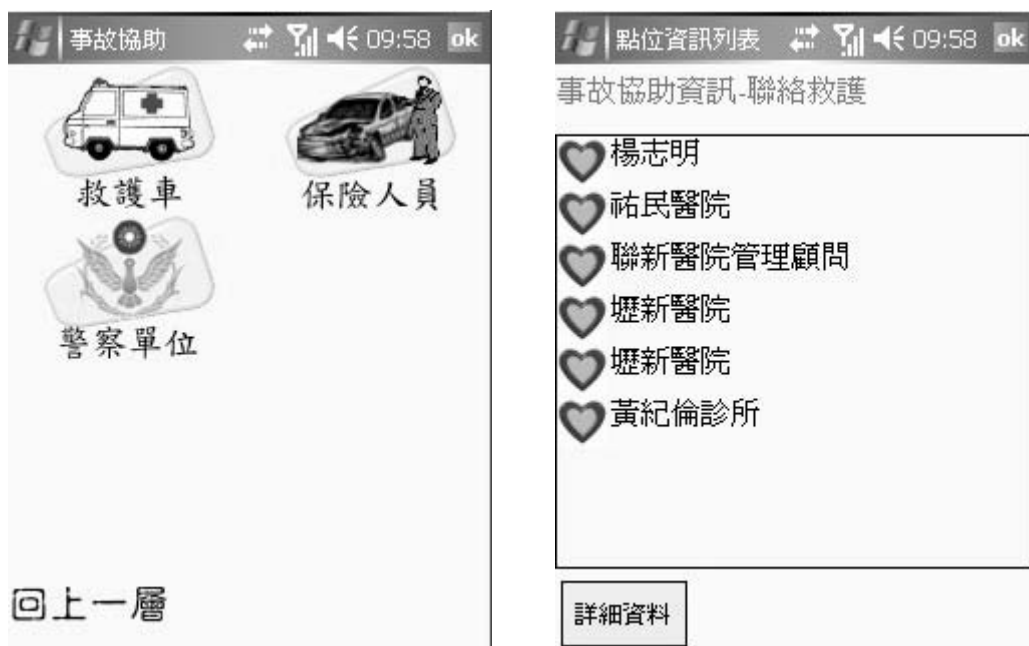 事故協助 09:58 ok
救護車 保險人員
警察單位
回上一層
點位資訊列表 09:58 ok
事故協助資訊-聯絡救護
楊志明
祐民醫院
聯新醫院管理顧問
壢新醫院
壢新醫院
黃紀倫診所
詳細資料